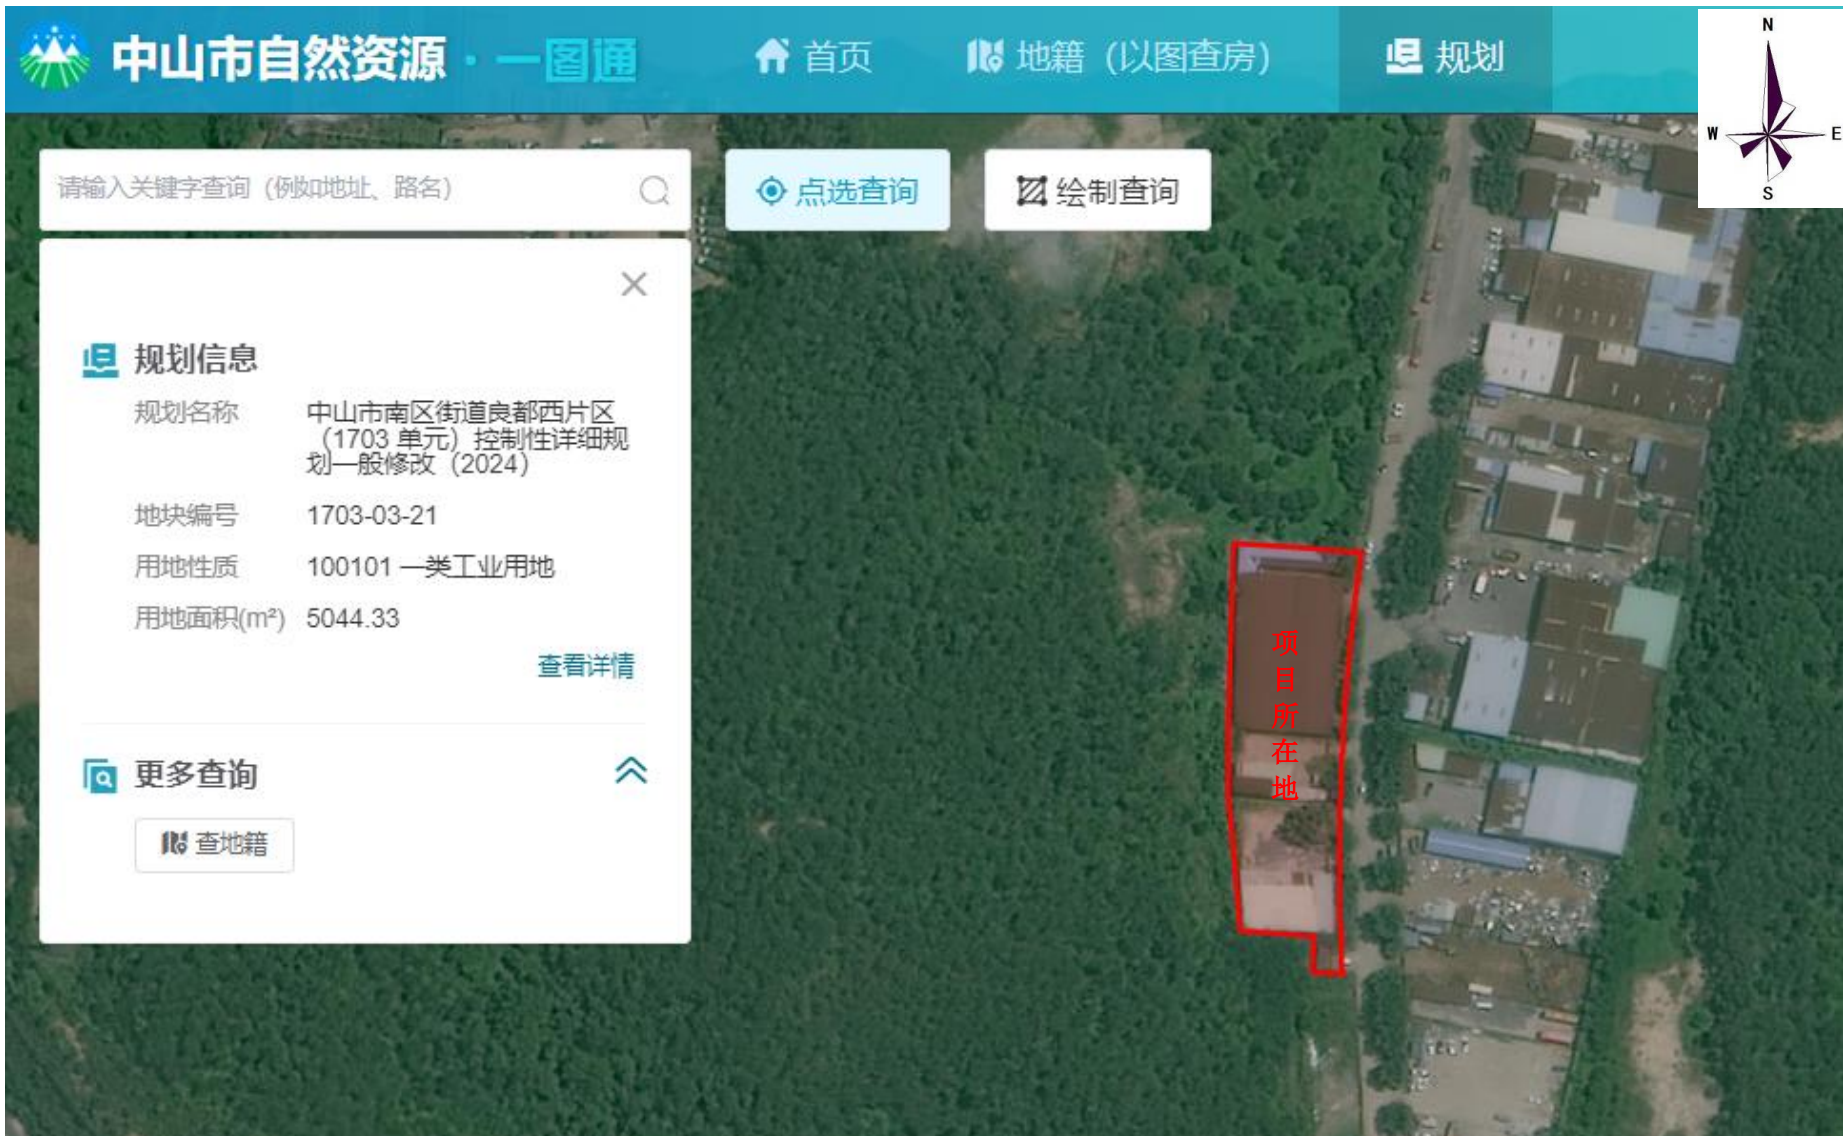 中山市自然资源·一图通
首页
地籍（以图查房）
规划
N
W
E
S
请输入关键字查询（例如地址、路名）
点选查询
绘制查询
规划信息
规划名称
中山市南区街道良都西片区
（1703 单元）控制性详细规
划一般修改（2024）
地块编号
1703-03-21
用地性质
100101 一类工业用地
用地面积(m²)
5044.33
查看详情
更多查询
查地籍
项
目
所
在
地